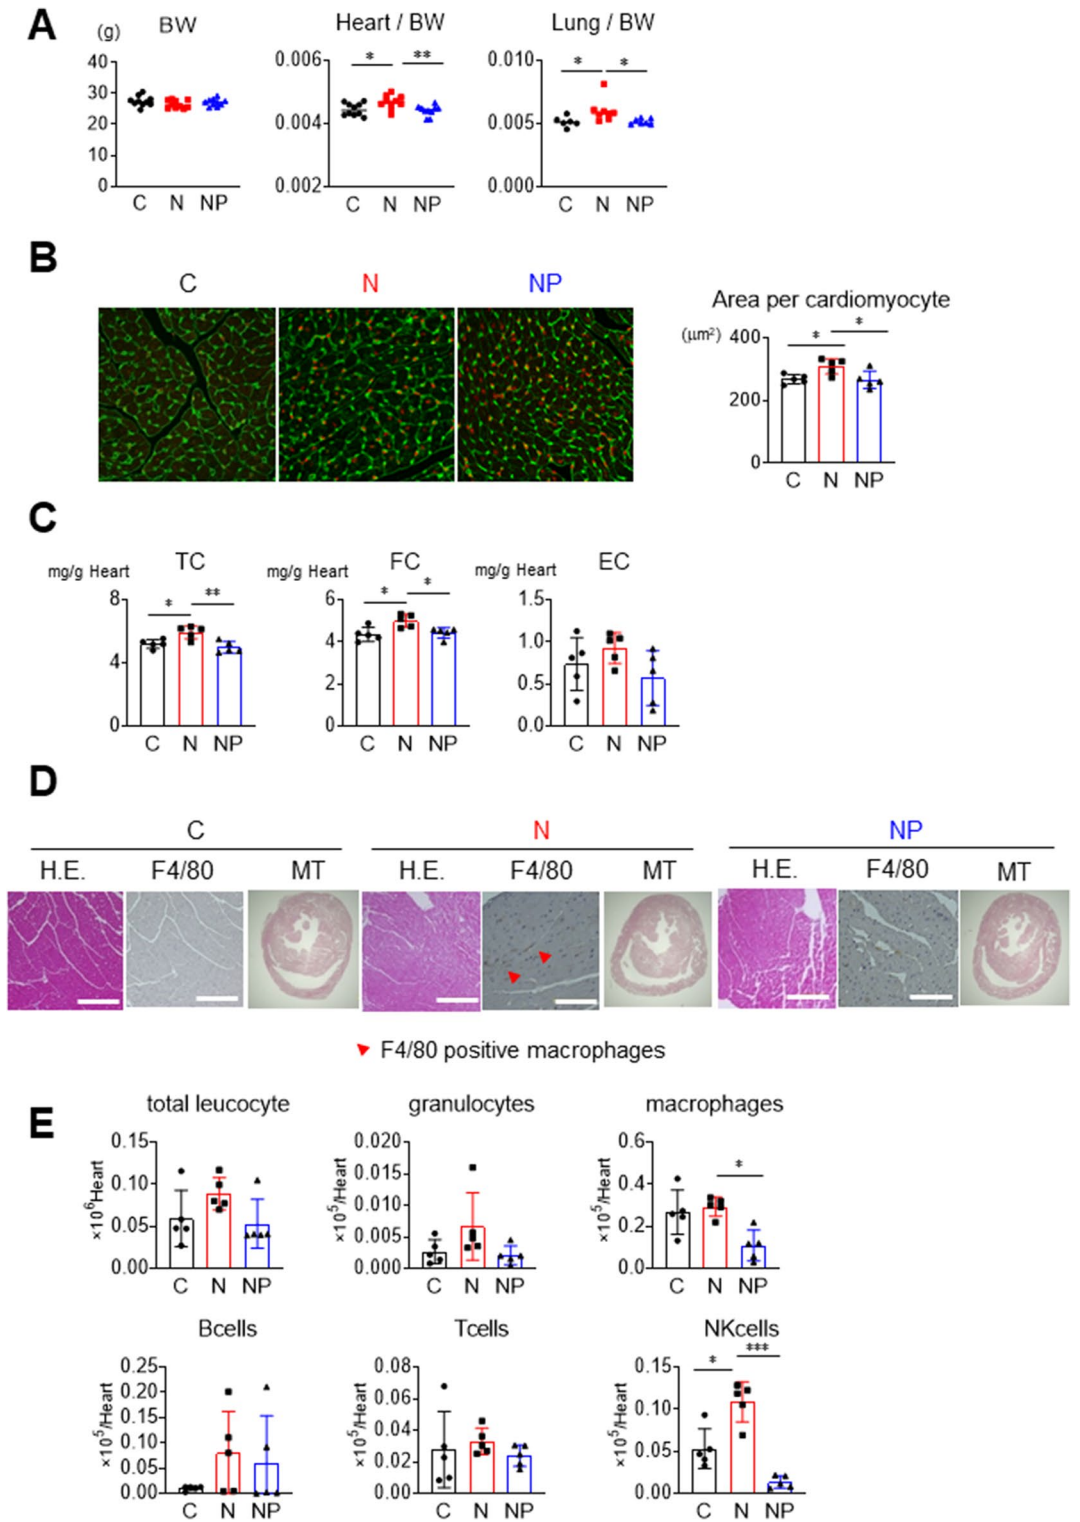 A
(g)
BW
Heart / BW
Lung / BW
40
30
20
10
0
C N NP
0.006
0.004
0.002
* **
C N NP
0.010
0.005
0.000
* *
C N NP
B
C
N
NP
Area per cardiomyocyte
(μm²)
400
200
0
* *
C N NP
C
TC
mg/g Heart
8
4
0
* **
C N NP
FC
mg/g Heart
6
4
2
0
* *
C N NP
EC
mg/g Heart
1.5
1.0
0.5
0.0
C N NP
D
C
N
NP
H.E. F4/80 MT
H.E. F4/80 MT
H.E. F4/80 MT
F4/80 positive macrophages
E
total leucocyte
×10⁶Heart
0.15
0.10
0.05
0.00
C N NP
granulocytes
×10⁵/Heart
0.020
0.015
0.010
0.005
0.000
C N NP
macrophages
×10⁵/Heart
0.6
0.4
0.2
0.0
*
C N NP
Bcells
×10⁵/Heart
0.25
0.20
0.15
0.10
0.05
0.00
C N NP
Tcells
×10⁵/Heart
0.08
0.06
0.04
0.02
0.00
C N NP
NKcells
×10⁵/Heart
0.15
0.10
0.05
0.00
* ***
C N NP